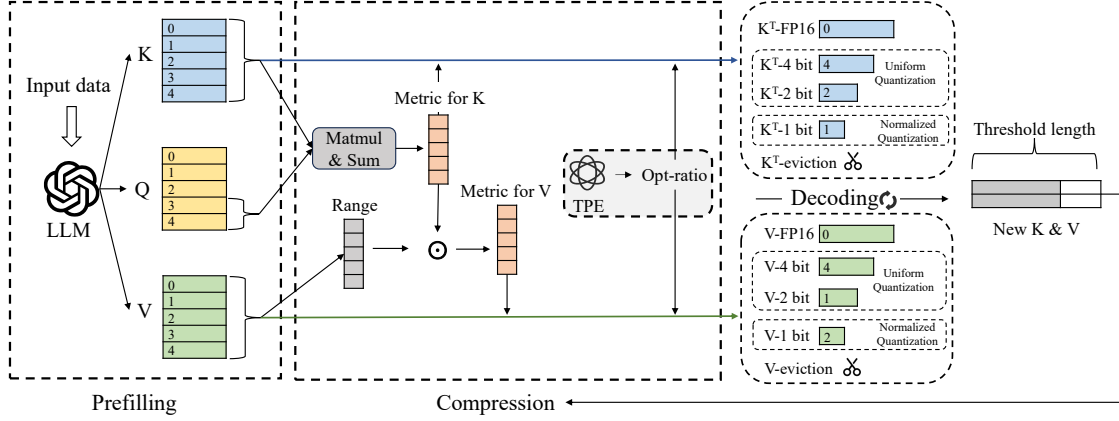 Input data
LLM
K
0
1
2
3
4
Q
0
1
2
3
4
V
0
1
2
3
4
Prefilling
Matmul
& Sum
Metric for K
Range
Metric for V
TPE
Opt-ratio
Compression
K^T-FP16 0
K^T-4 bit 4
Uniform
Quantization
K^T-2 bit 2
K^T-1 bit 1
Normalized
Quantization
K^T-eviction
Decoding
V-FP16 0
V-4 bit 4
Uniform
Quantization
V-2 bit 1
V-1 bit 2
Normalized
Quantization
V-eviction
Threshold length
New K & V